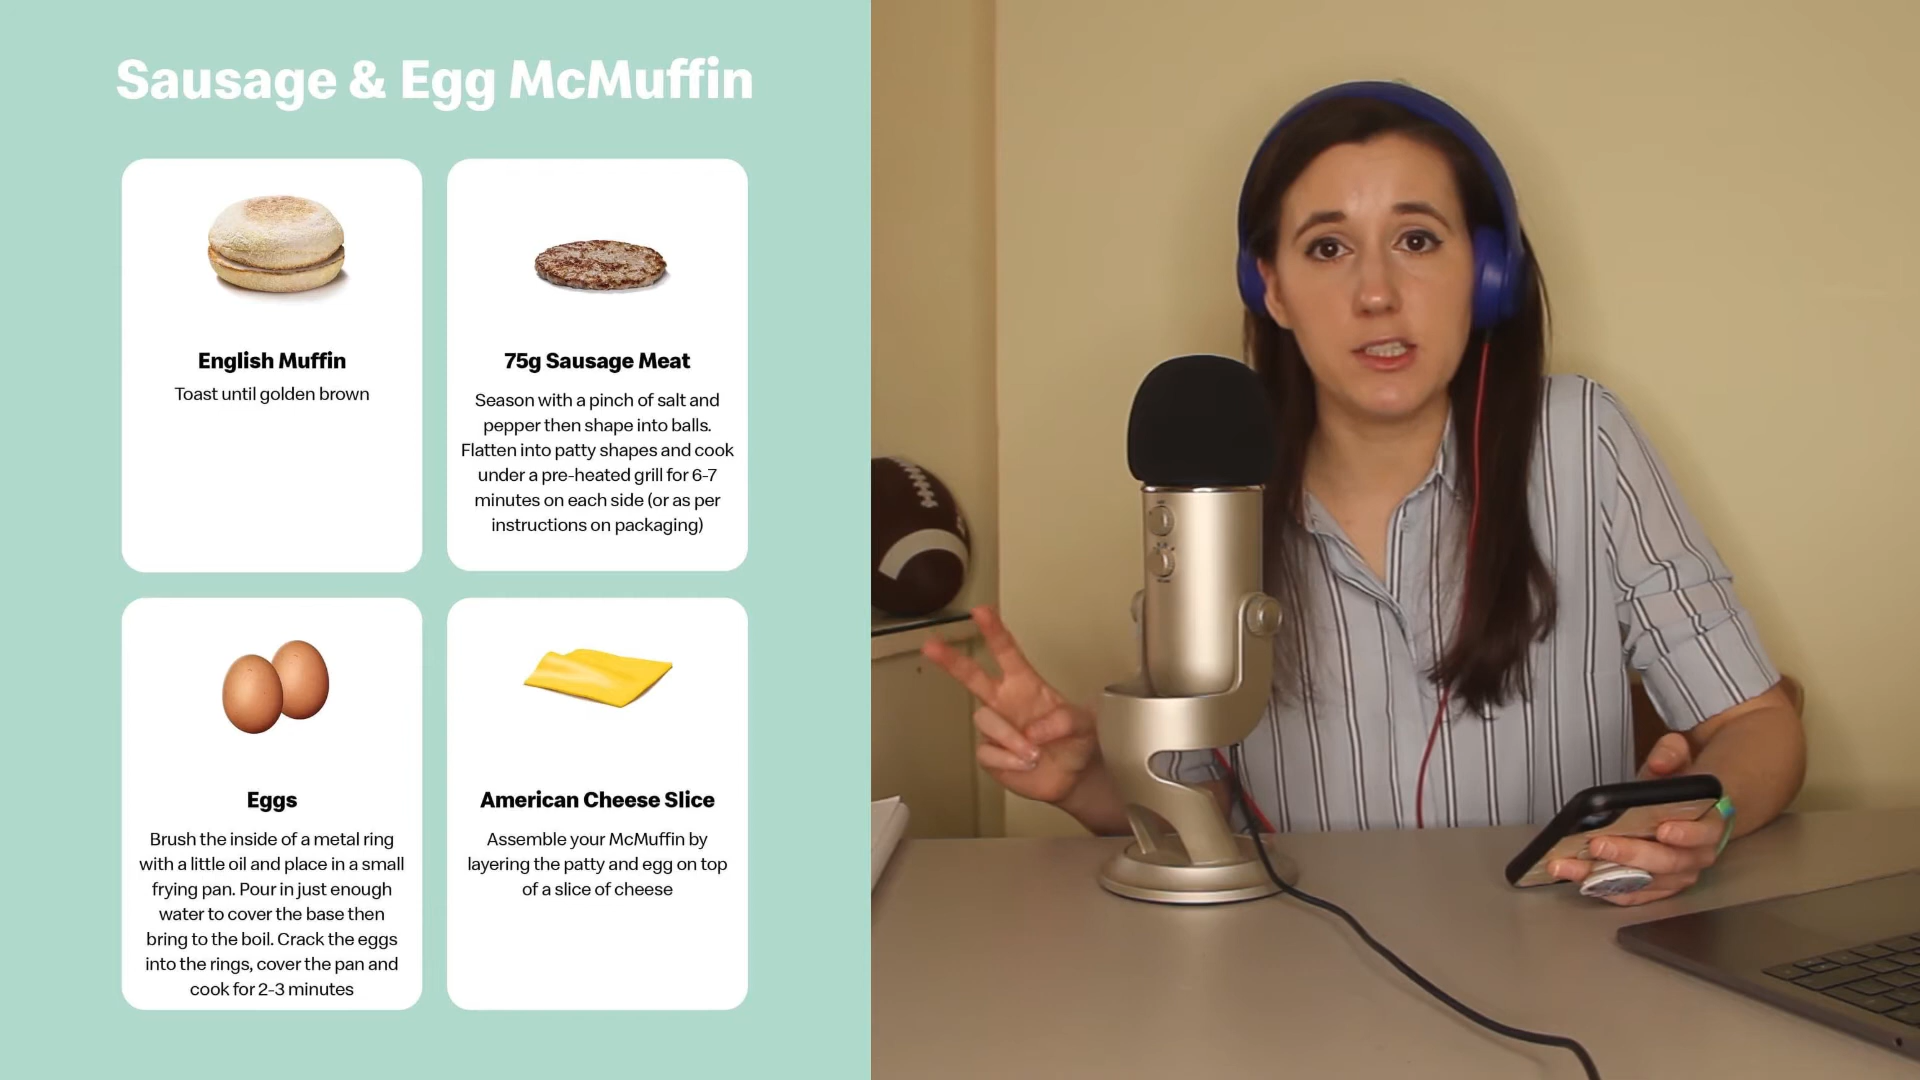 Sausage & Egg McMuffin
English Muffin
Toast until golden brown
75g Sausage Meat
Season with a pinch of salt and
pepper then shape into balls.
Flatten into patty shapes and cook
under a pre-heated grill for 6-7
minutes on each side (or as per
instructions on packaging)
Eggs
Brush the inside of a metal ring
with a little oil and place in a small
frying pan. Pour in just enough
water to cover the base then
bring to the boil. Crack the eggs
into the rings, cover the pan and
cook for 2-3 minutes
American Cheese Slice
Assemble your McMuffin by
layering the patty and egg on top
of a slice of cheese